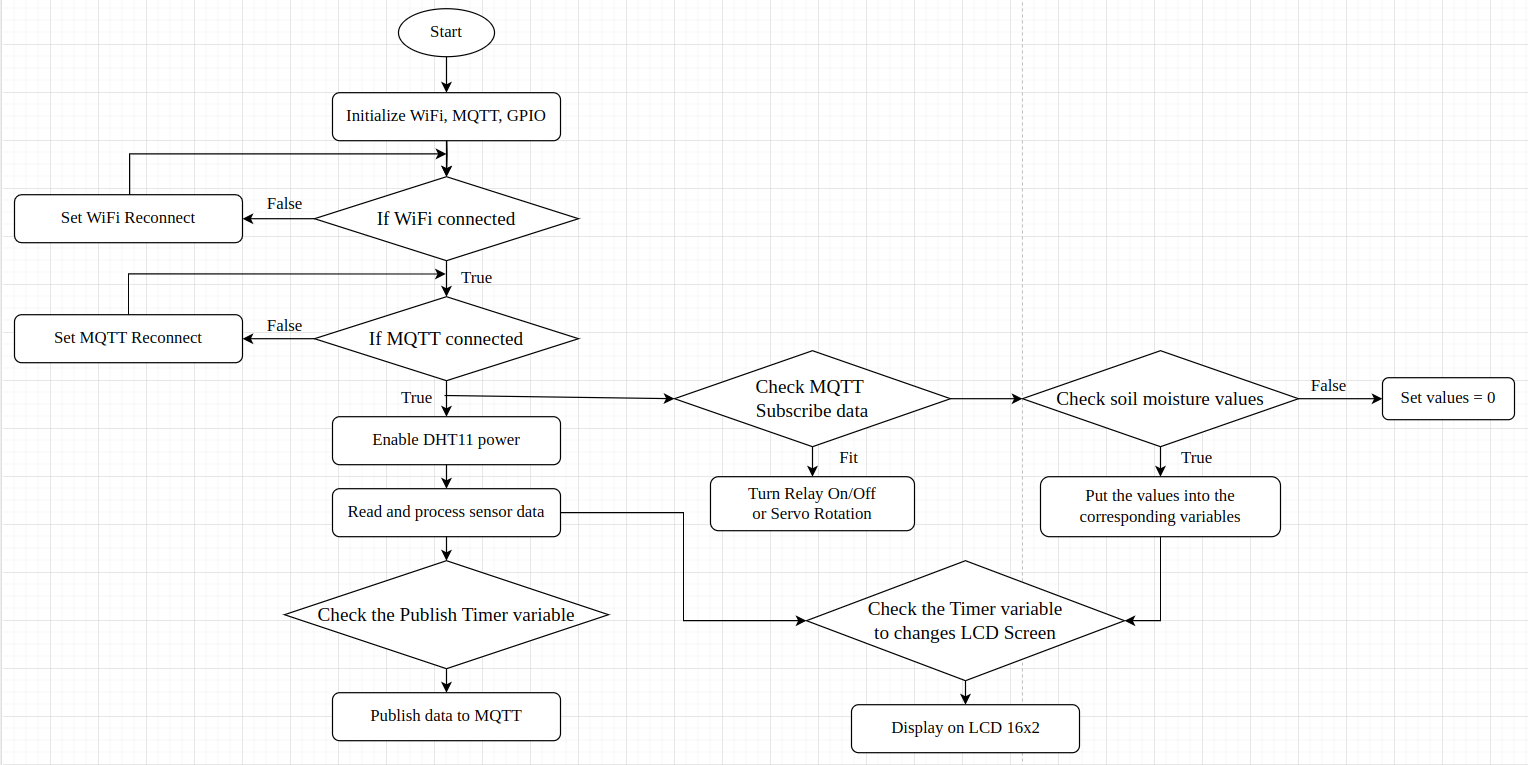 Start
Initialize WiFi, MQTT, GPIO
Set WiFi Reconnect
False
If WiFi connected
True
Set MQTT Reconnect
False
If MQTT connected
True
Check MQTT
Subscribe data
Check soil moisture values
False
Set values = 0
Enable DHT11 power
Fit
True
Read and process sensor data
Turn Relay On/Off
or Servo Rotation
Put the values into the
corresponding variables
Check the Publish Timer variable
Check the Timer variable
to changes LCD Screen
Publish data to MQTT
Display on LCD 16x2